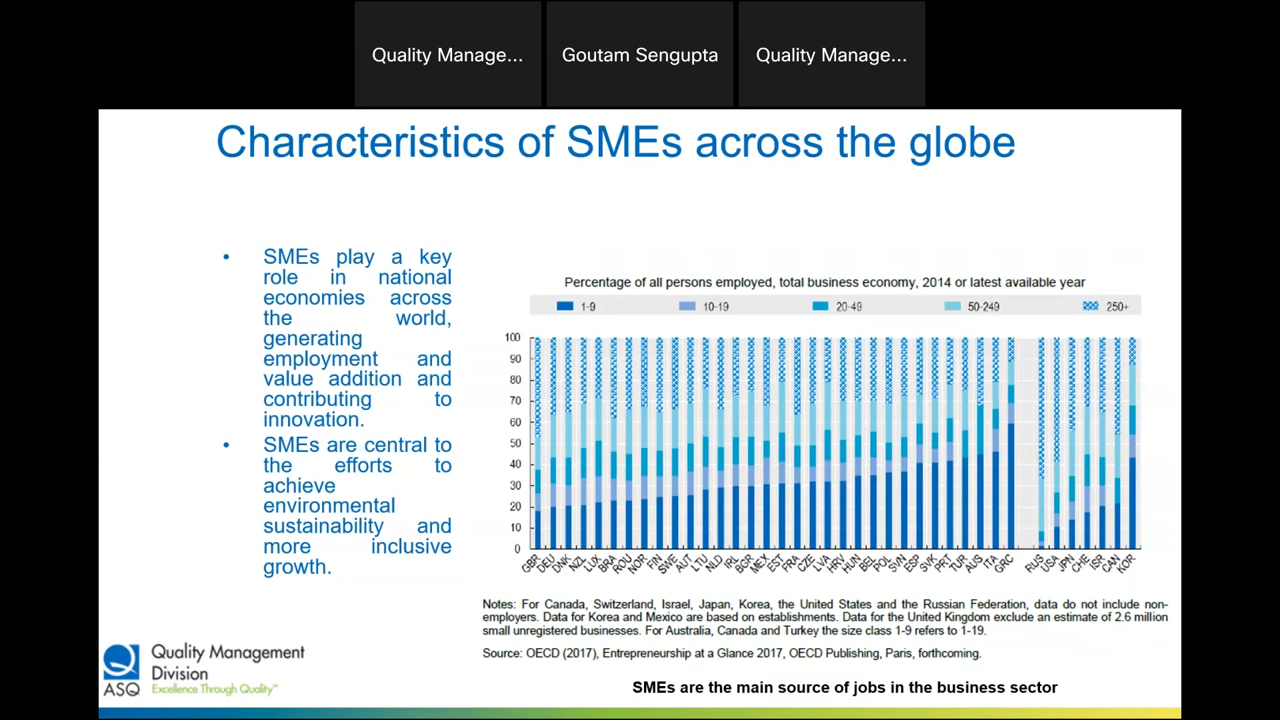 Quality Manage...
Goutam Sengupta
Quality Manage...
Characteristics of SMEs across the globe
• SMEs play a key
role in national
economies across
the world,
generating
employment and
value addition and
contributing to
innovation.
• SMEs are central to
the efforts to
achieve
environmental
sustainability and
more inclusive
growth.
Percentage of all persons employed, total business economy, 2014 or latest available year
1-9 10-19 20-49 50-249 250+
100
90
80
70
60
50
40
30
20
10
0
GBR DEU DNK NZL LUX BRA ROU NOR FIN SWE AUT LTU NLD IRL BGR MEX EST FRA CZE LVA HRV HUN BEL POL SVN ESP SVK PRT TUR AUS ITA GRC RUS USA JPN CHE ISR CAN KOR
Notes: For Canada, Switzerland, Israel, Japan, Korea, the United States and the Russian Federation, data do not include non-
employers. Data for Korea and Mexico are based on establishments. Data for the United Kingdom exclude an estimate of 2.6 million
small unregistered businesses. For Australia, Canada and Turkey the size class 1-9 refers to 1-19.
Source: OECD (2017), Entrepreneurship at a Glance 2017, OECD Publishing, Paris, forthcoming.
SMEs are the main source of jobs in the business sector
Quality Management
Division
ASQ Excellence Through Quality™